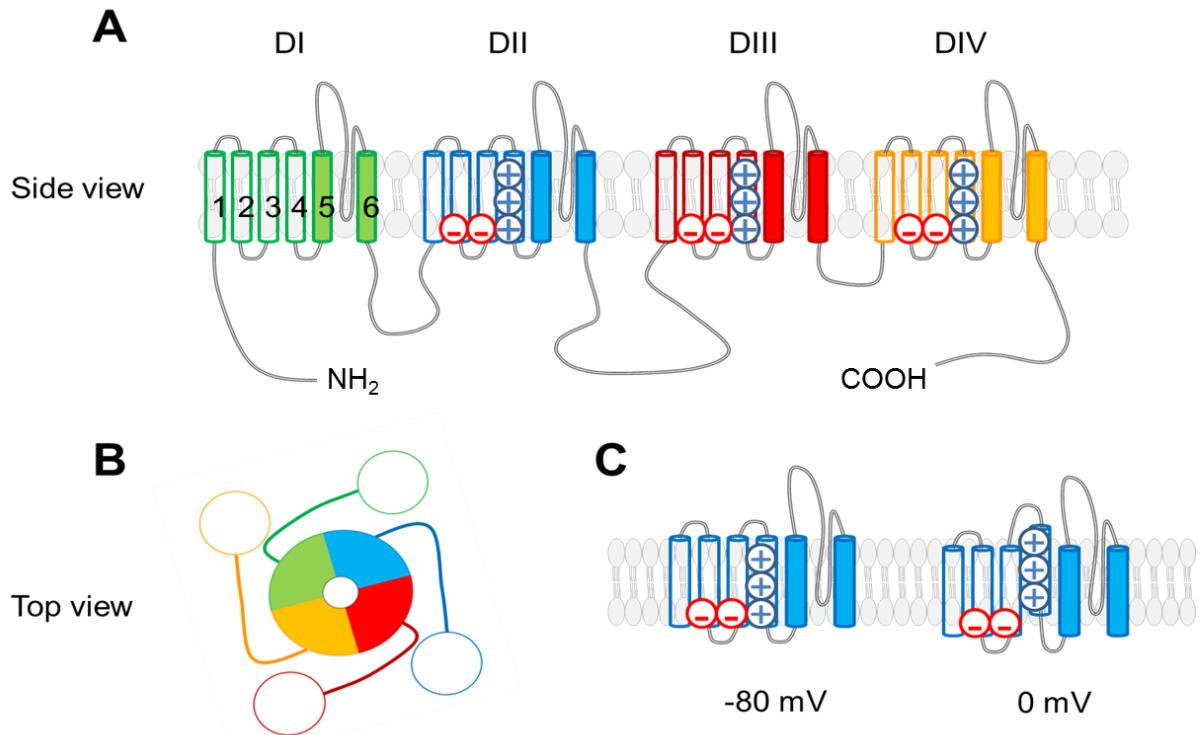 A
DI DII DIII DIV
Side view
1 2 3 4 5 6
- - + + + - - + + + - - + + +
NH₂ COOH
B C
Top view
- - + + + - - + + +
-80 mV 0 mV